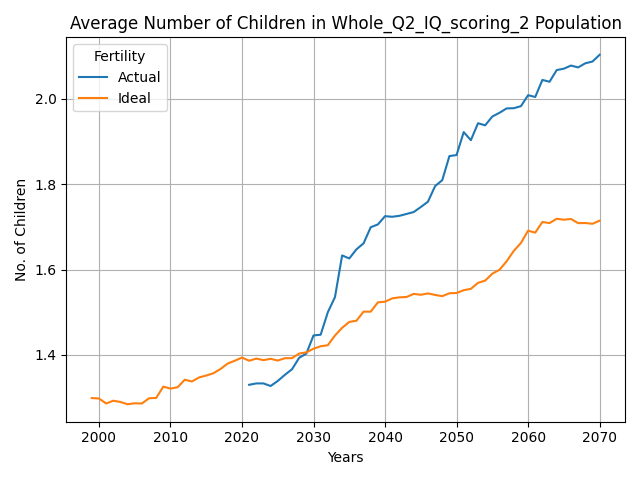 Average Number of Children in Whole_Q2_IQ_scoring_2 Population
Fertility
Actual
Ideal
No. of Children
2.0
1.8
1.6
1.4
2000 2010 2020 2030 2040 2050 2060 2070
Years